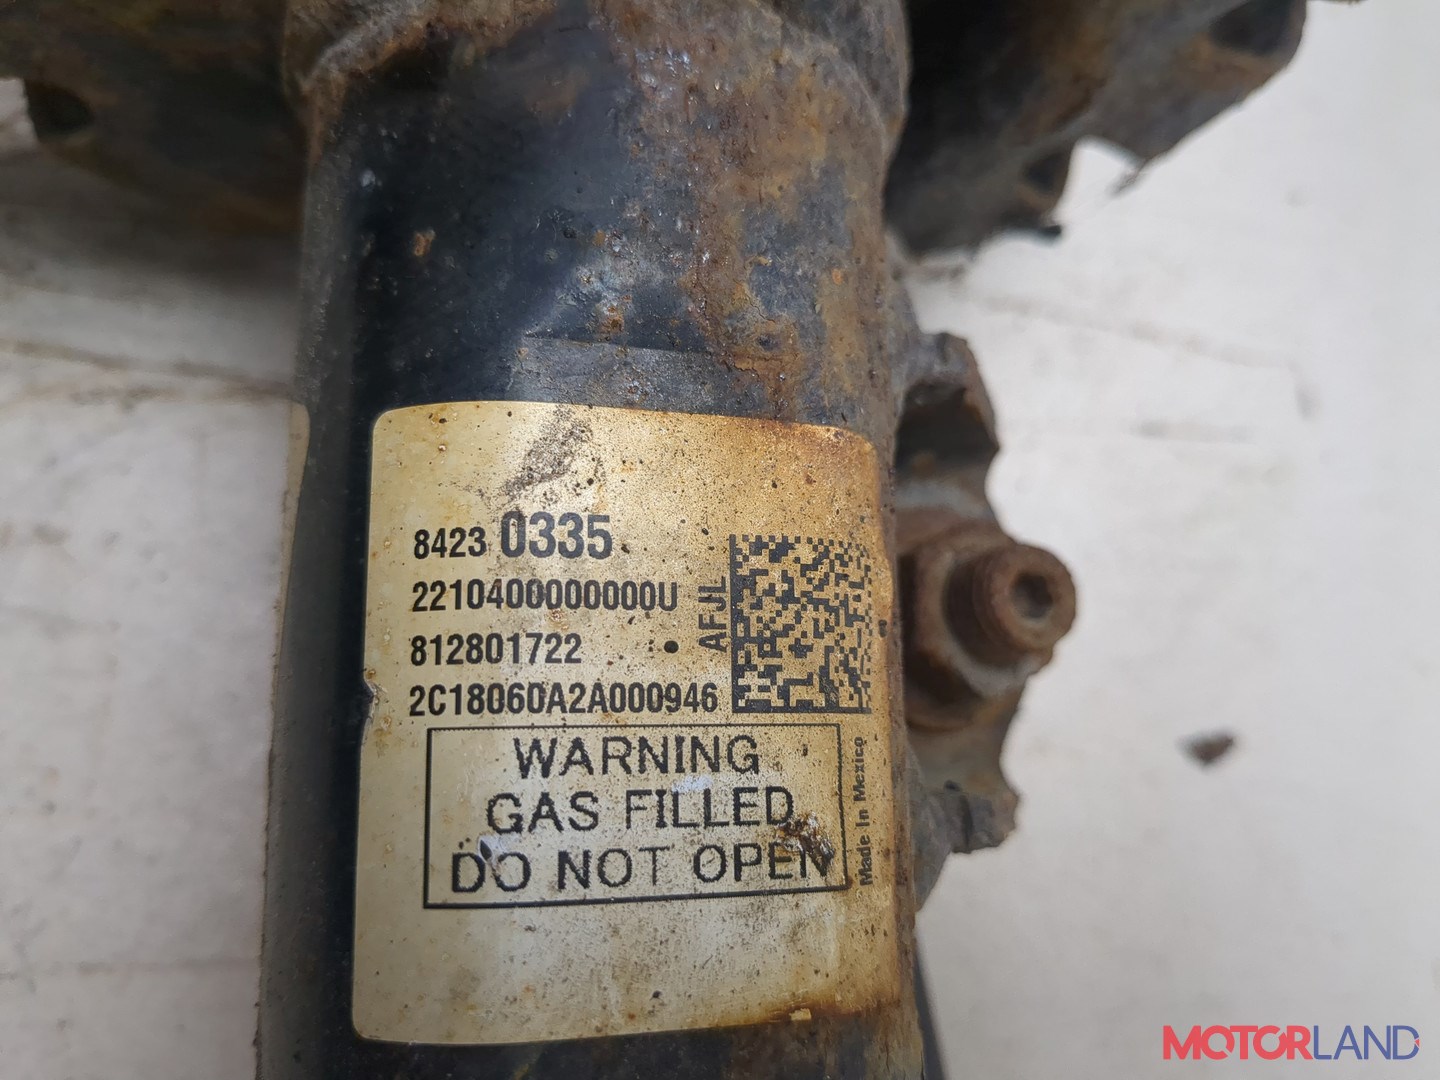 8423 0335
2210400000000U
812801722
2C18060A2A000946
AFJL
WARNING
GAS FILLED
DO NOT OPEN
Made In Mexico
MOTORLAND